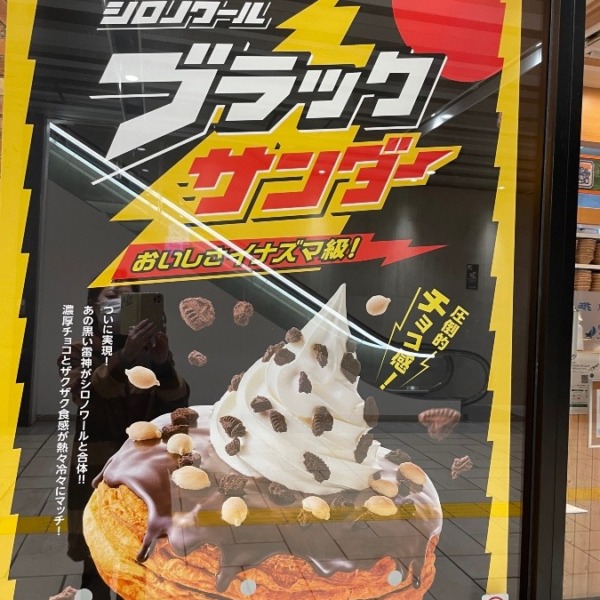 シロノワール
ブラック
サンダー
おいしさイナズマ級!
圧倒的
チョコ感!
ついに実現!
あの黒い雷神がシロノワールと合体!!
濃厚チョコとザクザク食感が熱々冷々にマッチ!